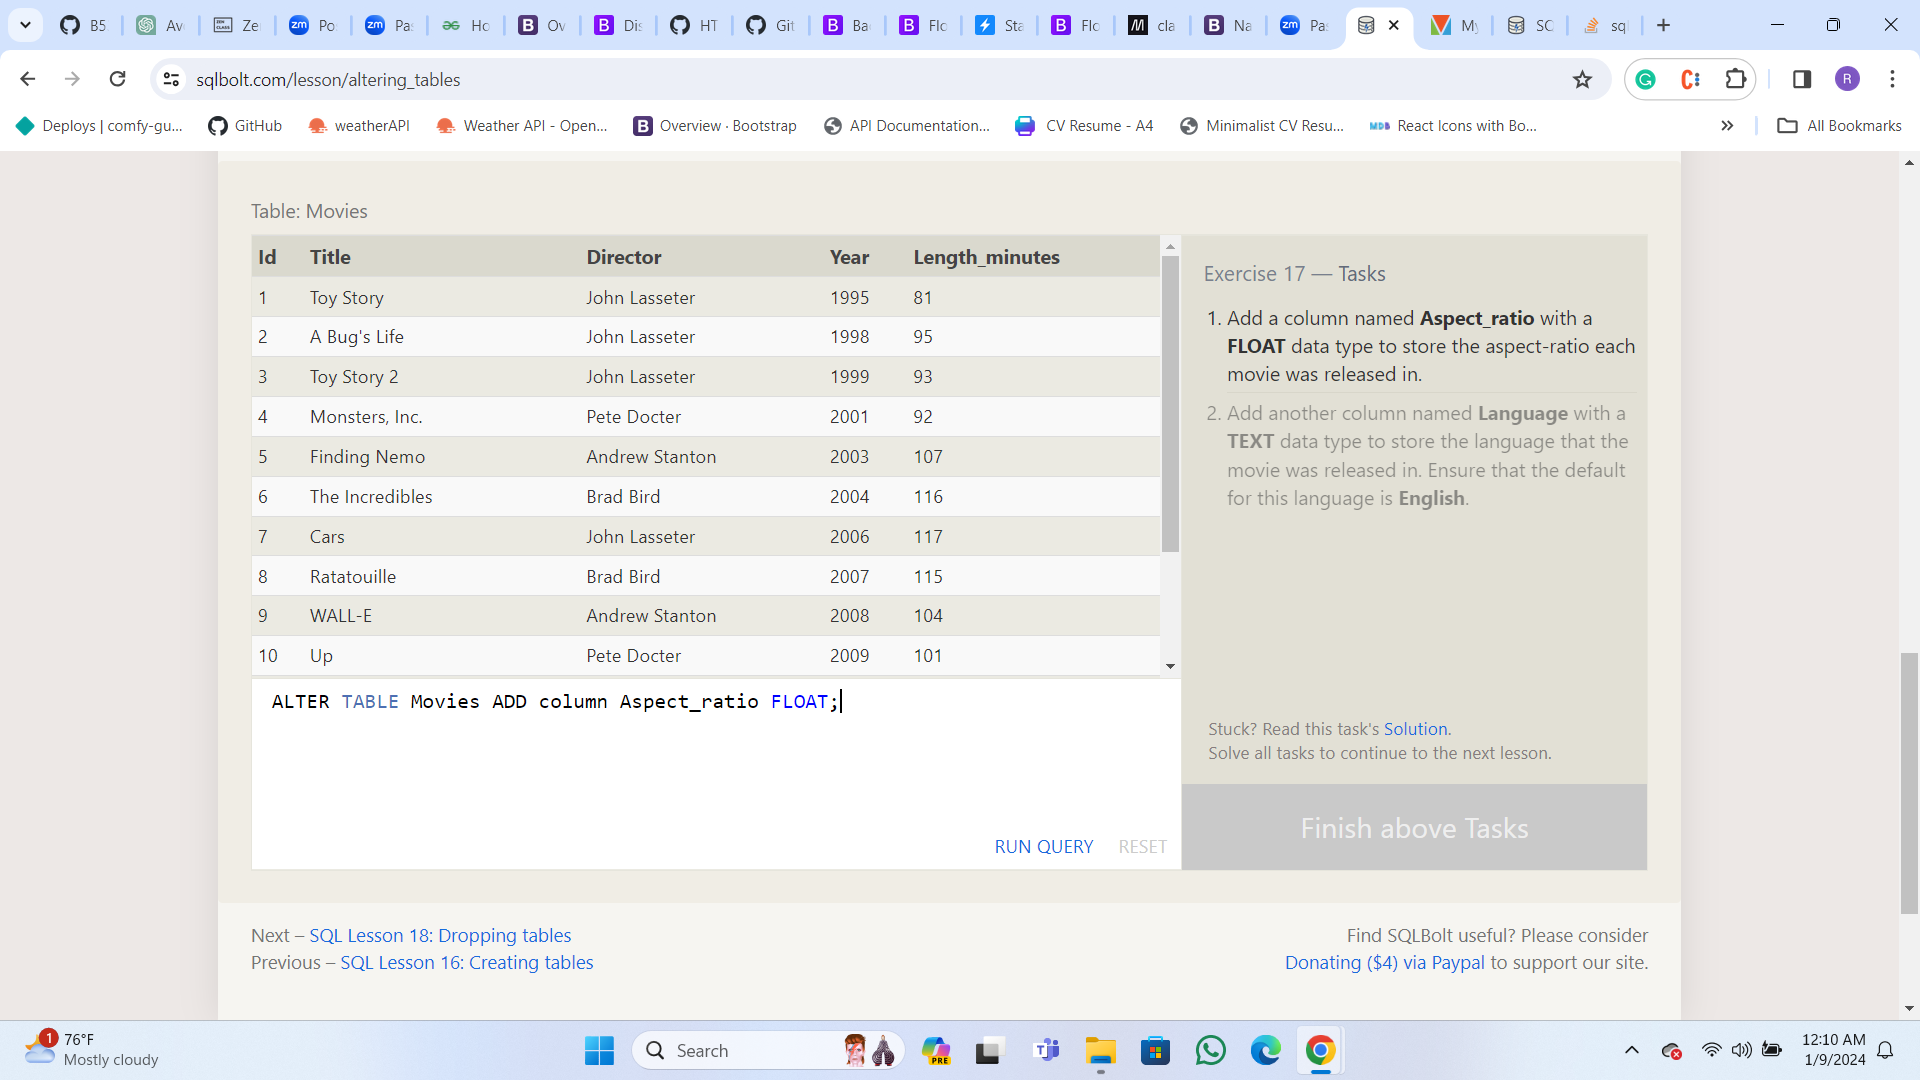 B5
Av
Zei
Po
Pas
Ho
Ov
Dis
HT
Git
Ba
Flo
Sta
Flo
cla
Na
Pa
My
SC
sql
sqlbolt.com/lesson/altering_tables
R
Deploys | comfy-gu...
GitHub
weatherAPI
Weather API - Open...
Overview · Bootstrap
API Documentation...
CV Resume - A4
Minimalist CV Resu...
React Icons with Bo...
All Bookmarks
Table: Movies
Id Title Director Year Length_minutes
1 Toy Story John Lasseter 1995 81
2 A Bug's Life John Lasseter 1998 95
3 Toy Story 2 John Lasseter 1999 93
4 Monsters, Inc. Pete Docter 2001 92
5 Finding Nemo Andrew Stanton 2003 107
6 The Incredibles Brad Bird 2004 116
7 Cars John Lasseter 2006 117
8 Ratatouille Brad Bird 2007 115
9 WALL-E Andrew Stanton 2008 104
10 Up Pete Docter 2009 101
ALTER TABLE Movies ADD column Aspect_ratio FLOAT;
RUN QUERY RESET
Exercise 17 — Tasks
1. Add a column named Aspect_ratio with a
FLOAT data type to store the aspect-ratio each
movie was released in.
2. Add another column named Language with a
TEXT data type to store the language that the
movie was released in. Ensure that the default
for this language is English.
Stuck? Read this task's Solution.
Solve all tasks to continue to the next lesson.
Finish above Tasks
Next – SQL Lesson 18: Dropping tables
Previous – SQL Lesson 16: Creating tables
Find SQLBolt useful? Please consider
Donating ($4) via Paypal to support our site.
1
76°F
Mostly cloudy
Search
PRE
12:10 AM
1/9/2024